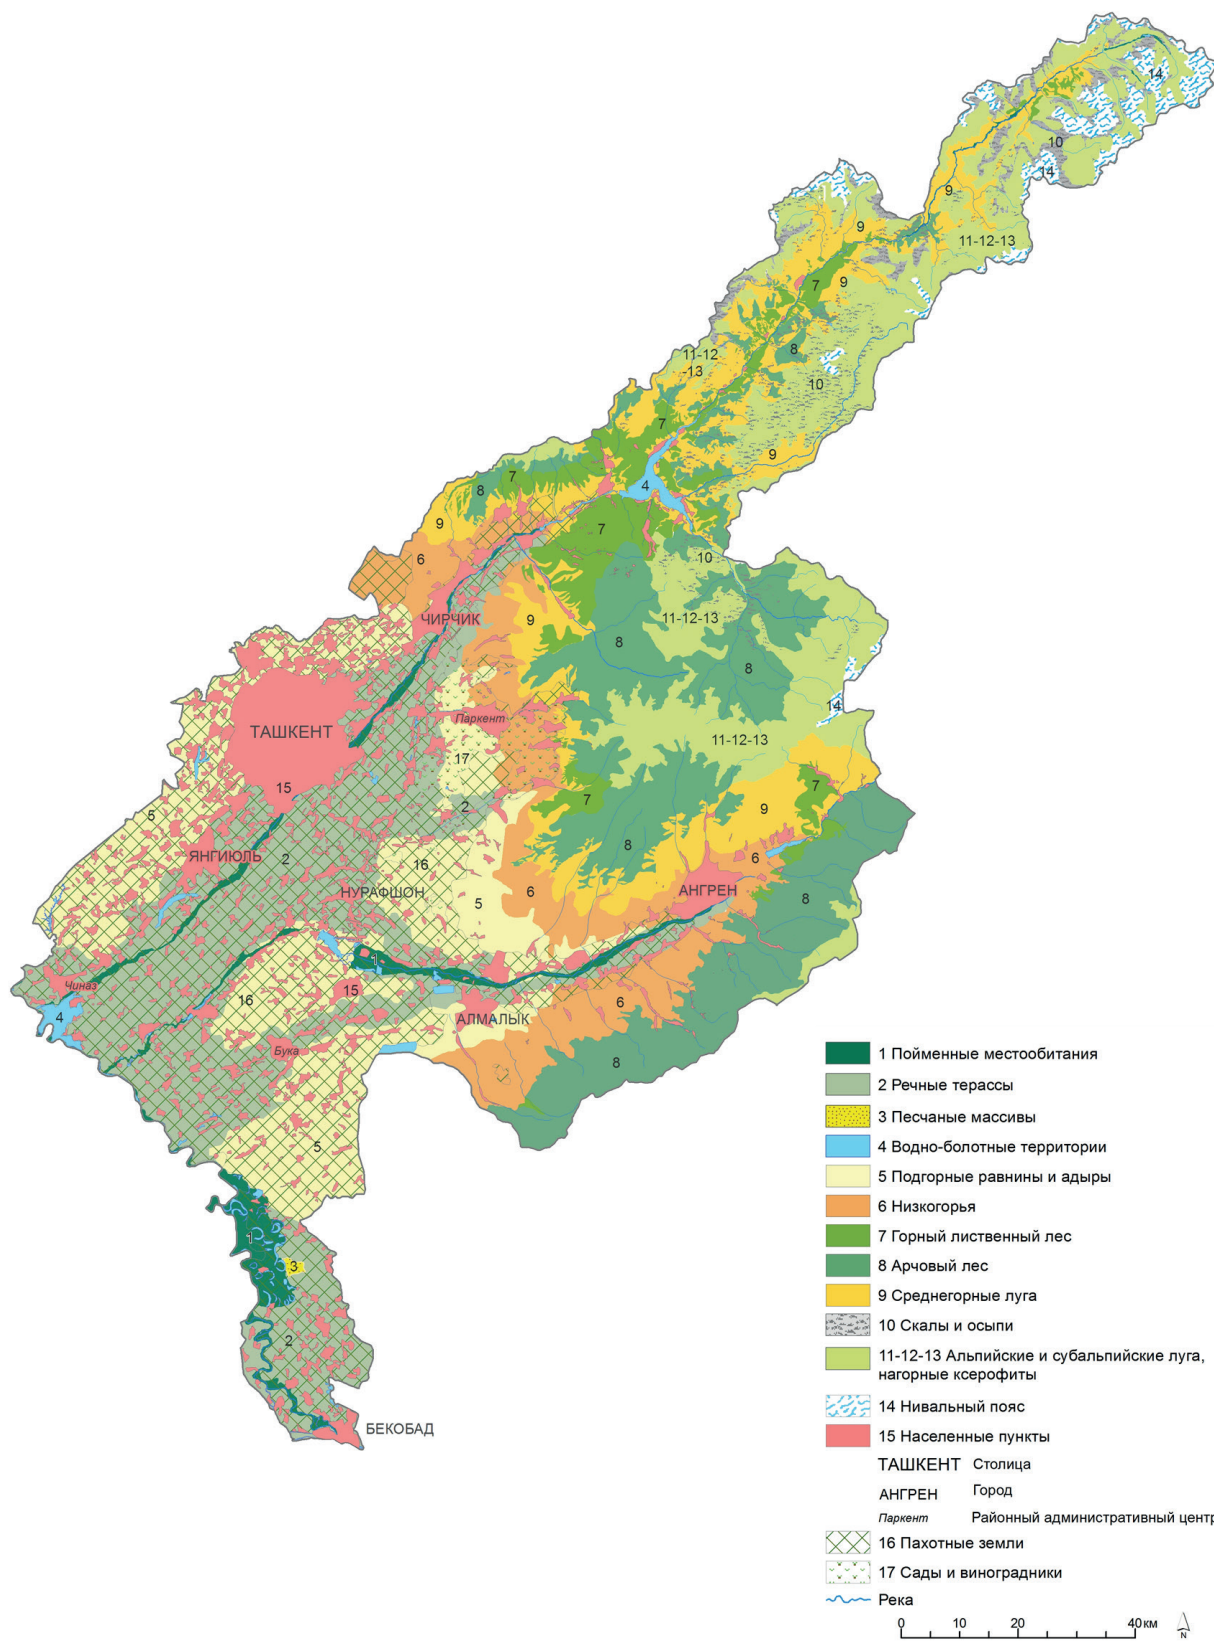 14
10
14
9
11-12-13
9
7
9
8
11-12
-13
10
7
9
7
8
4
9
7
10
6
ЧИРЧИК
9
11-12-13
8
8
14
Паркент
ТАШКЕНТ
11-12-13
17
15
7
7
2
9
5
8
ЯНГИЮЛЬ
2
16
6
НУРАФШОН
6
АНГРЕН
5
8
1
Чиназ
15
16
6
4
АЛМАЛЫК
Бука
8
5
1
3
2
БЕКОБАД
1 Пойменные местообитания
2 Речные террасы
3 Песчаные массивы
4 Водно-болотные территории
5 Подгорные равнины и адыры
6 Низкогорья
7 Горный лиственный лес
8 Арчовый лес
9 Среднегорные луга
10 Скалы и осыпи
11-12-13 Альпийские и субальпийские луга,
нагорные ксерофиты
14 Нивальный пояс
15 Населенные пункты
ТАШКЕНТ Столица
АНГРЕН Город
Паркент Районный административный центр
16 Пахотные земли
17 Сады и виноградники
Река
0 10 20 40 км
N